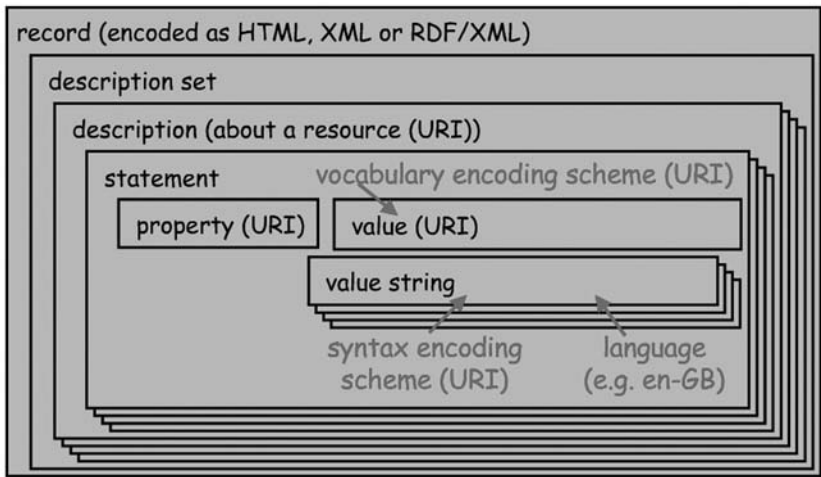 record (encoded as HTML, XML or RDF/XML)
description set
description (about a resource (URI))
statement
vocabulary encoding scheme (URI)
property (URI)
value (URI)
value string
syntax encoding
scheme (URI)
language
(e.g. en-GB)